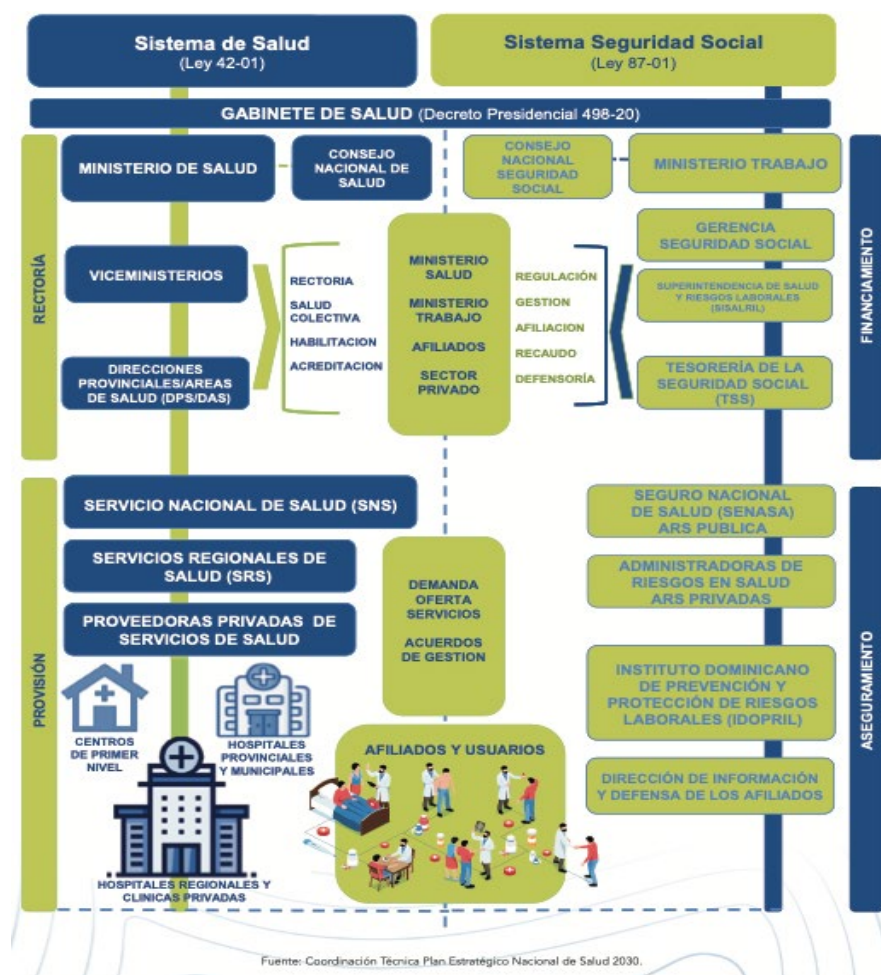 Sistema de Salud
(Ley 42-01)
Sistema Seguridad Social
(Ley 87-01)
GABINETE DE SALUD (Decreto Presidencial 498-20)
RECTORÍA
MINISTERIO DE SALUD
CONSEJO
NACIONAL DE
SALUD
CONSEJO
NACIONAL
SEGURIDAD
SOCIAL
MINISTERIO TRABAJO
FINANCIAMIENTO
VICEMINISTERIOS
DIRECCIONES
PROVINCIALES/AREAS
DE SALUD (DPS/DAS)
RECTORIA
SALUD
COLECTIVA
HABILITACION
ACREDITACION
MINISTERIO
SALUD
MINISTERIO
TRABAJO
AFILIADOS
SECTOR
PRIVADO
REGULACIÓN
GESTION
AFILIACION
RECAUDO
DEFENSORÍA
GERENCIA
SEGURIDAD SOCIAL
SUPERINTENDENCIA DE SALUD
Y RIEGOS LABORALES (SISALRIL)
TESORERÍA DE LA
SEGURIDAD SOCIAL
(TSS)
PROVISIÓN
SERVICIO NACIONAL DE SALUD (SNS)
SERVICIOS REGIONALES DE
SALUD (SRS)
PROVEEDORAS PRIVADAS DE
SERVICIOS DE SALUD
CENTROS
DE PRIMER
NIVEL
HOSPITALES
PROVINCIALES
Y MUNICIPALES
HOSPITALES REGIONALES Y
CLINICAS PRIVADAS
DEMANDA
OFERTA
SERVICIOS
ACUERDOS
DE GESTION
AFILIADOS Y USUARIOS
SEGURO NACIONAL
DE SALUD (SENASA)
ARS PUBLICA
ADMINISTRADORAS DE
RIESGOS EN SALUD
ARS PRIVADAS
INSTITUTO DOMINICANO
DE PREVENCIÓN Y
PROTECCIÓN DE RIESGOS
LABORALES (IDOPRIL)
DIRECCIÓN DE INFORMACIÓN
Y DEFENSA DE LOS AFILIADOS
ASEGURAMIENTO
Fuente: Coordinación Técnica Plan Estratégico Nacional de Salud 2030.